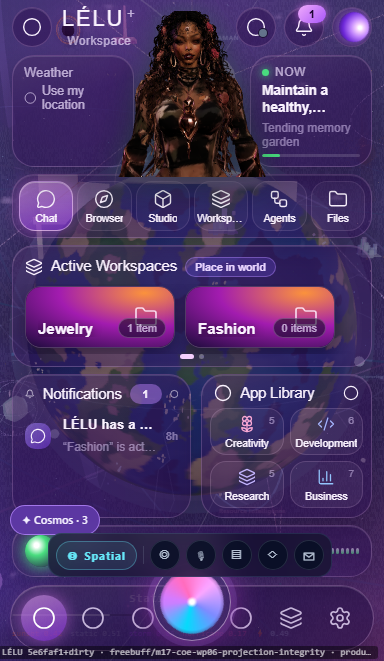 LÉLU+
Workspace
1
Weather
Use my
location
NOW
Maintain a
healthy,...
Tending memory
garden
Chat
Browser
Studio
Worksp...
Agents
Files
Active Workspaces
Place in world
Jewelry
1 item
Fashion
0 items
Notifications
1
LÉLU has a ...
"Fashion" is act...
8h
App Library
Creativity
5
Development
6
Research
5
Business
7
✦ Cosmos · 3
Spatial
LÉLU 5e6faf1+dirty · freebuff/m17-coe-wp06-projection-integrity · produ…